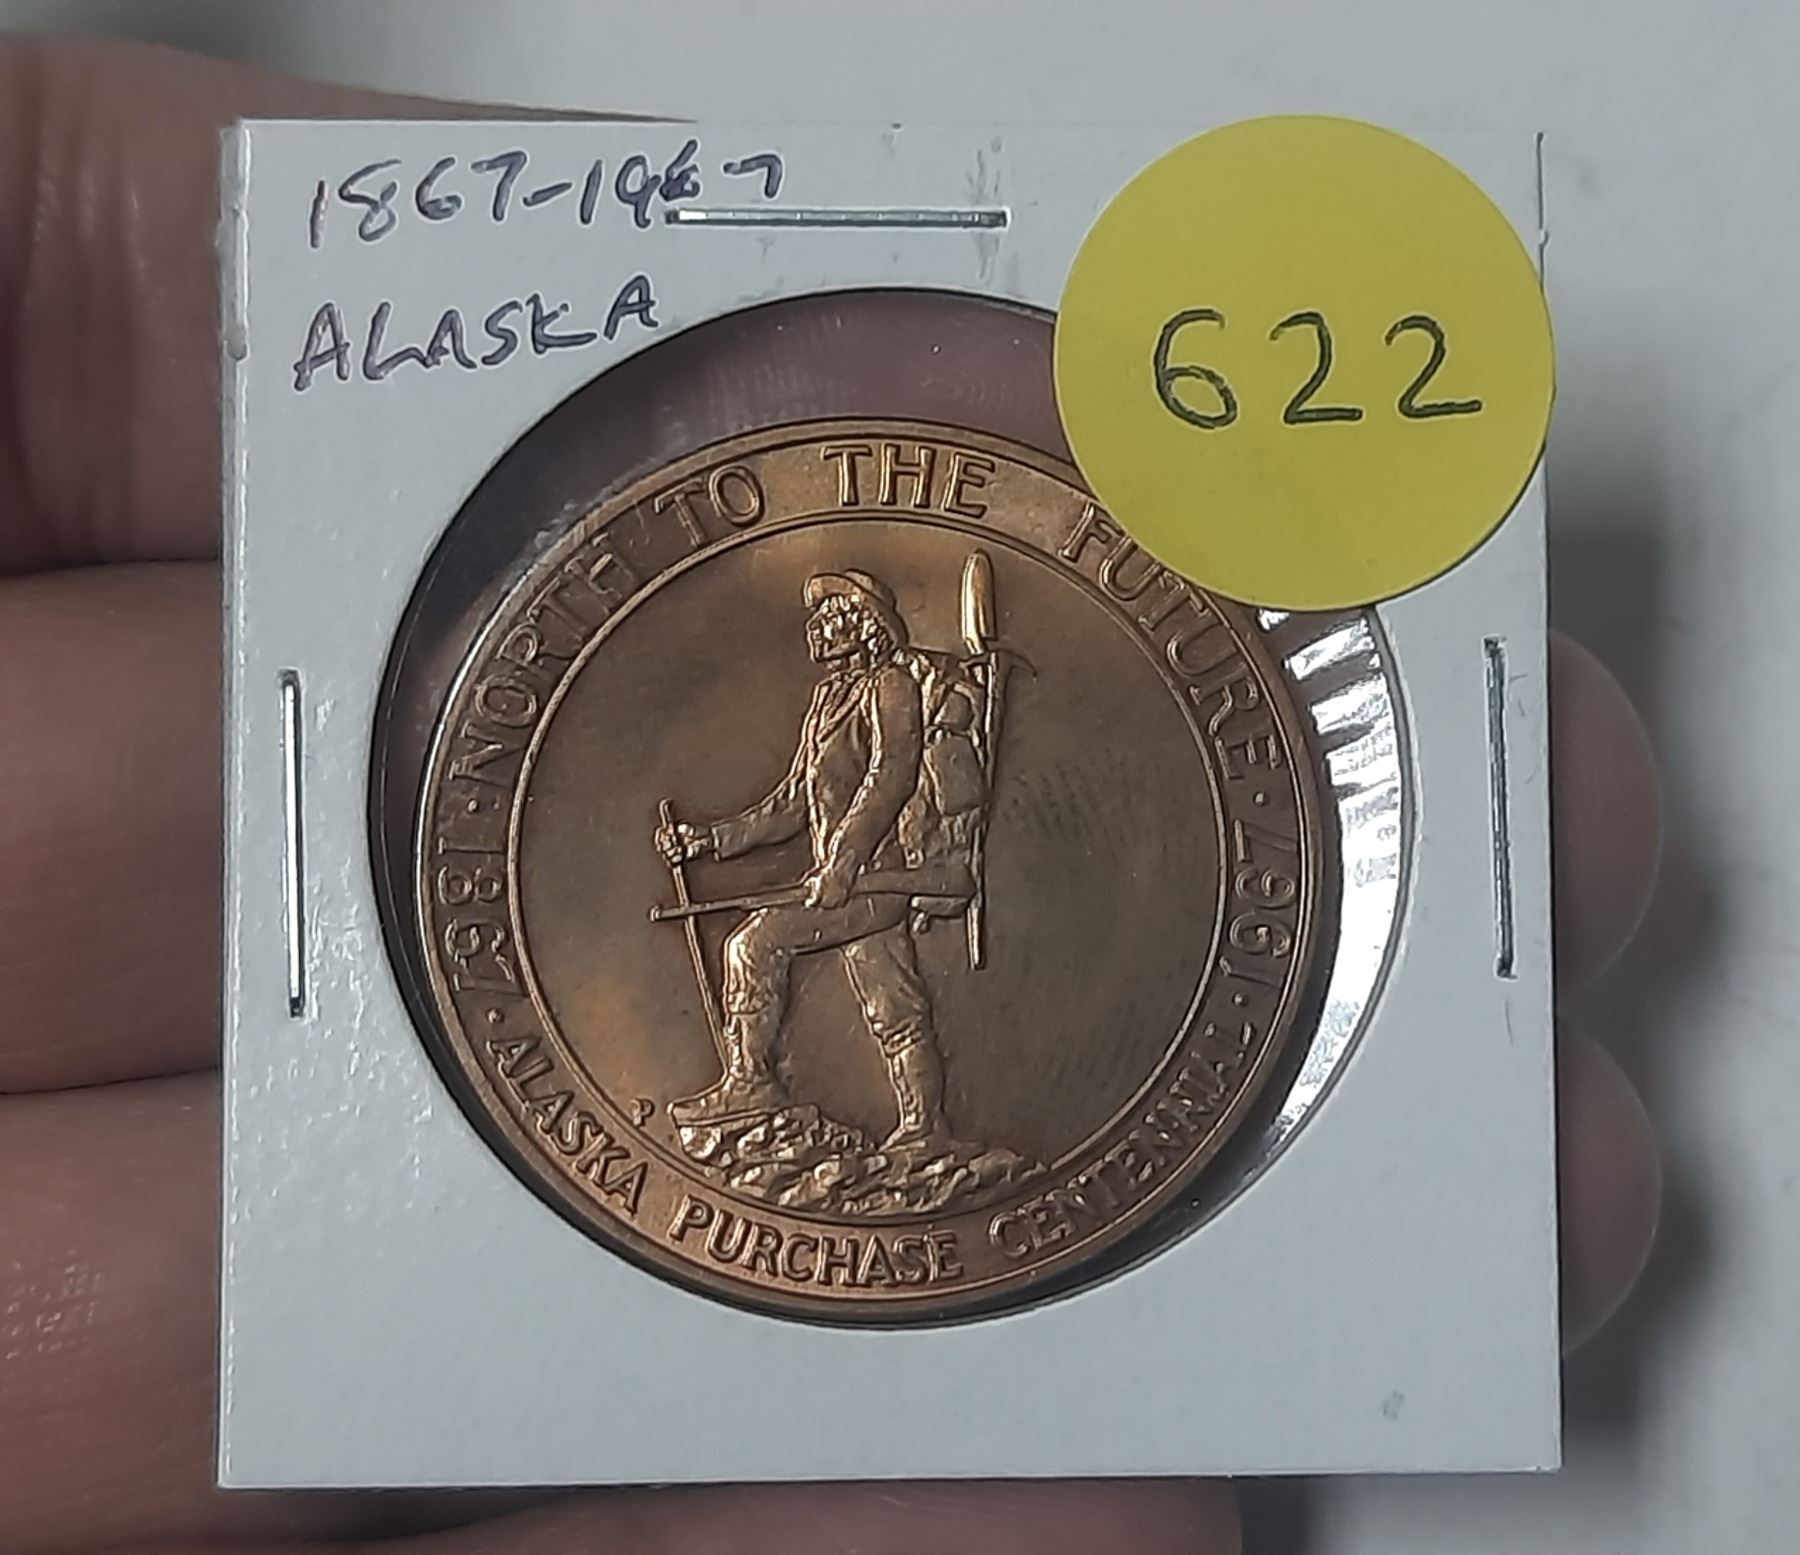 1867-1967
ALASKA
622
1867·NORTH TO THE FUTURE·1967
·ALASKA PURCHASE CENTENNIAL·
R